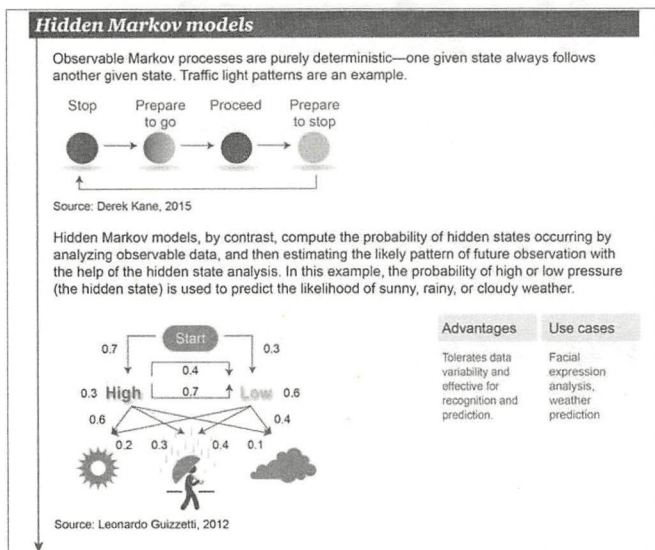 Hidden Markov models
Observable Markov processes are purely deterministic—one given state always follows
another given state. Traffic light patterns are an example.
Stop
Prepare
to go
Proceed
Prepare
to stop
Source: Derek Kane, 2015
Hidden Markov models, by contrast, compute the probability of hidden states occurring by
analyzing observable data, and then estimating the likely pattern of future observation with
the help of the hidden state analysis. In this example, the probability of high or low pressure
(the hidden state) is used to predict the likelihood of sunny, rainy, or cloudy weather.
Start
0.7
0.3
0.4
0.3 High
0.7
Low 0.6
0.6
0.4
0.2
0.3
0.4
0.1
Source: Leonardo Guizzetti, 2012
Advantages
Tolerates data
variability and
effective for
recognition and
prediction.
Use cases
Facial
expression
analysis,
weather
prediction